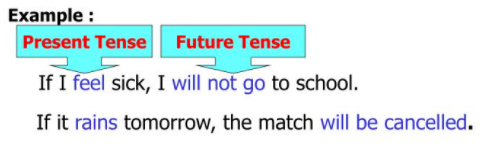 Example :
Present Tense Future Tense
If I feel sick, I will not go to school.
If it rains tomorrow, the match will be cancelled.